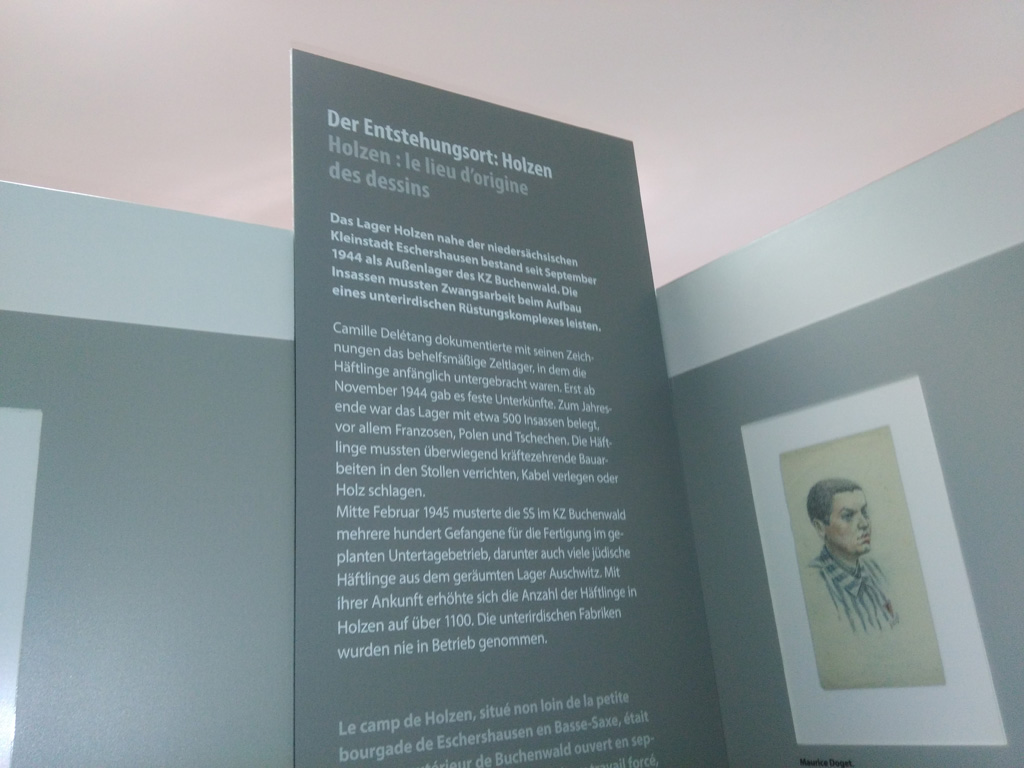 Der Entstehungsort: Holzen
Holzen : le lieu d'origine
des dessins
Das Lager Holzen nahe der niedersächsischen
Kleinstadt Eschershausen bestand seit September
1944 als Außenlager des KZ Buchenwald. Die
Insassen mussten Zwangsarbeit beim Aufbau
eines unterirdischen Rüstungskomplexes leisten.
Camille Delétang dokumentierte mit seinen Zeich-
nungen das behelfsmäßige Zeltlager, in dem die
Häftlinge anfänglich untergebracht waren. Erst ab
November 1944 gab es feste Unterkünfte. Zum Jahres-
ende war das Lager mit etwa 500 Insassen belegt,
vor allem Franzosen, Polen und Tschechen. Die Häft-
linge mussten überwiegend kräftezehrende Bauar-
beiten in den Stollen verrichten, Kabel verlegen oder
Holz schlagen.
Mitte Februar 1945 musterte die SS im KZ Buchenwald
mehrere hundert Gefangene für die Fertigung im ge-
planten Untertagebetrieb, darunter auch viele jüdische
Häftlinge aus dem geräumten Lager Auschwitz. Mit
ihrer Ankunft erhöhte sich die Anzahl der Häftlinge in
Holzen auf über 1100. Die unterirdischen Fabriken
wurden nie in Betrieb genommen.
Le camp de Holzen, situé non loin de la petite
bourgade de Eschershausen en Basse-Saxe, était
de Buchenwald ouvert en sep-
travail forcé,
Maurice Doget,